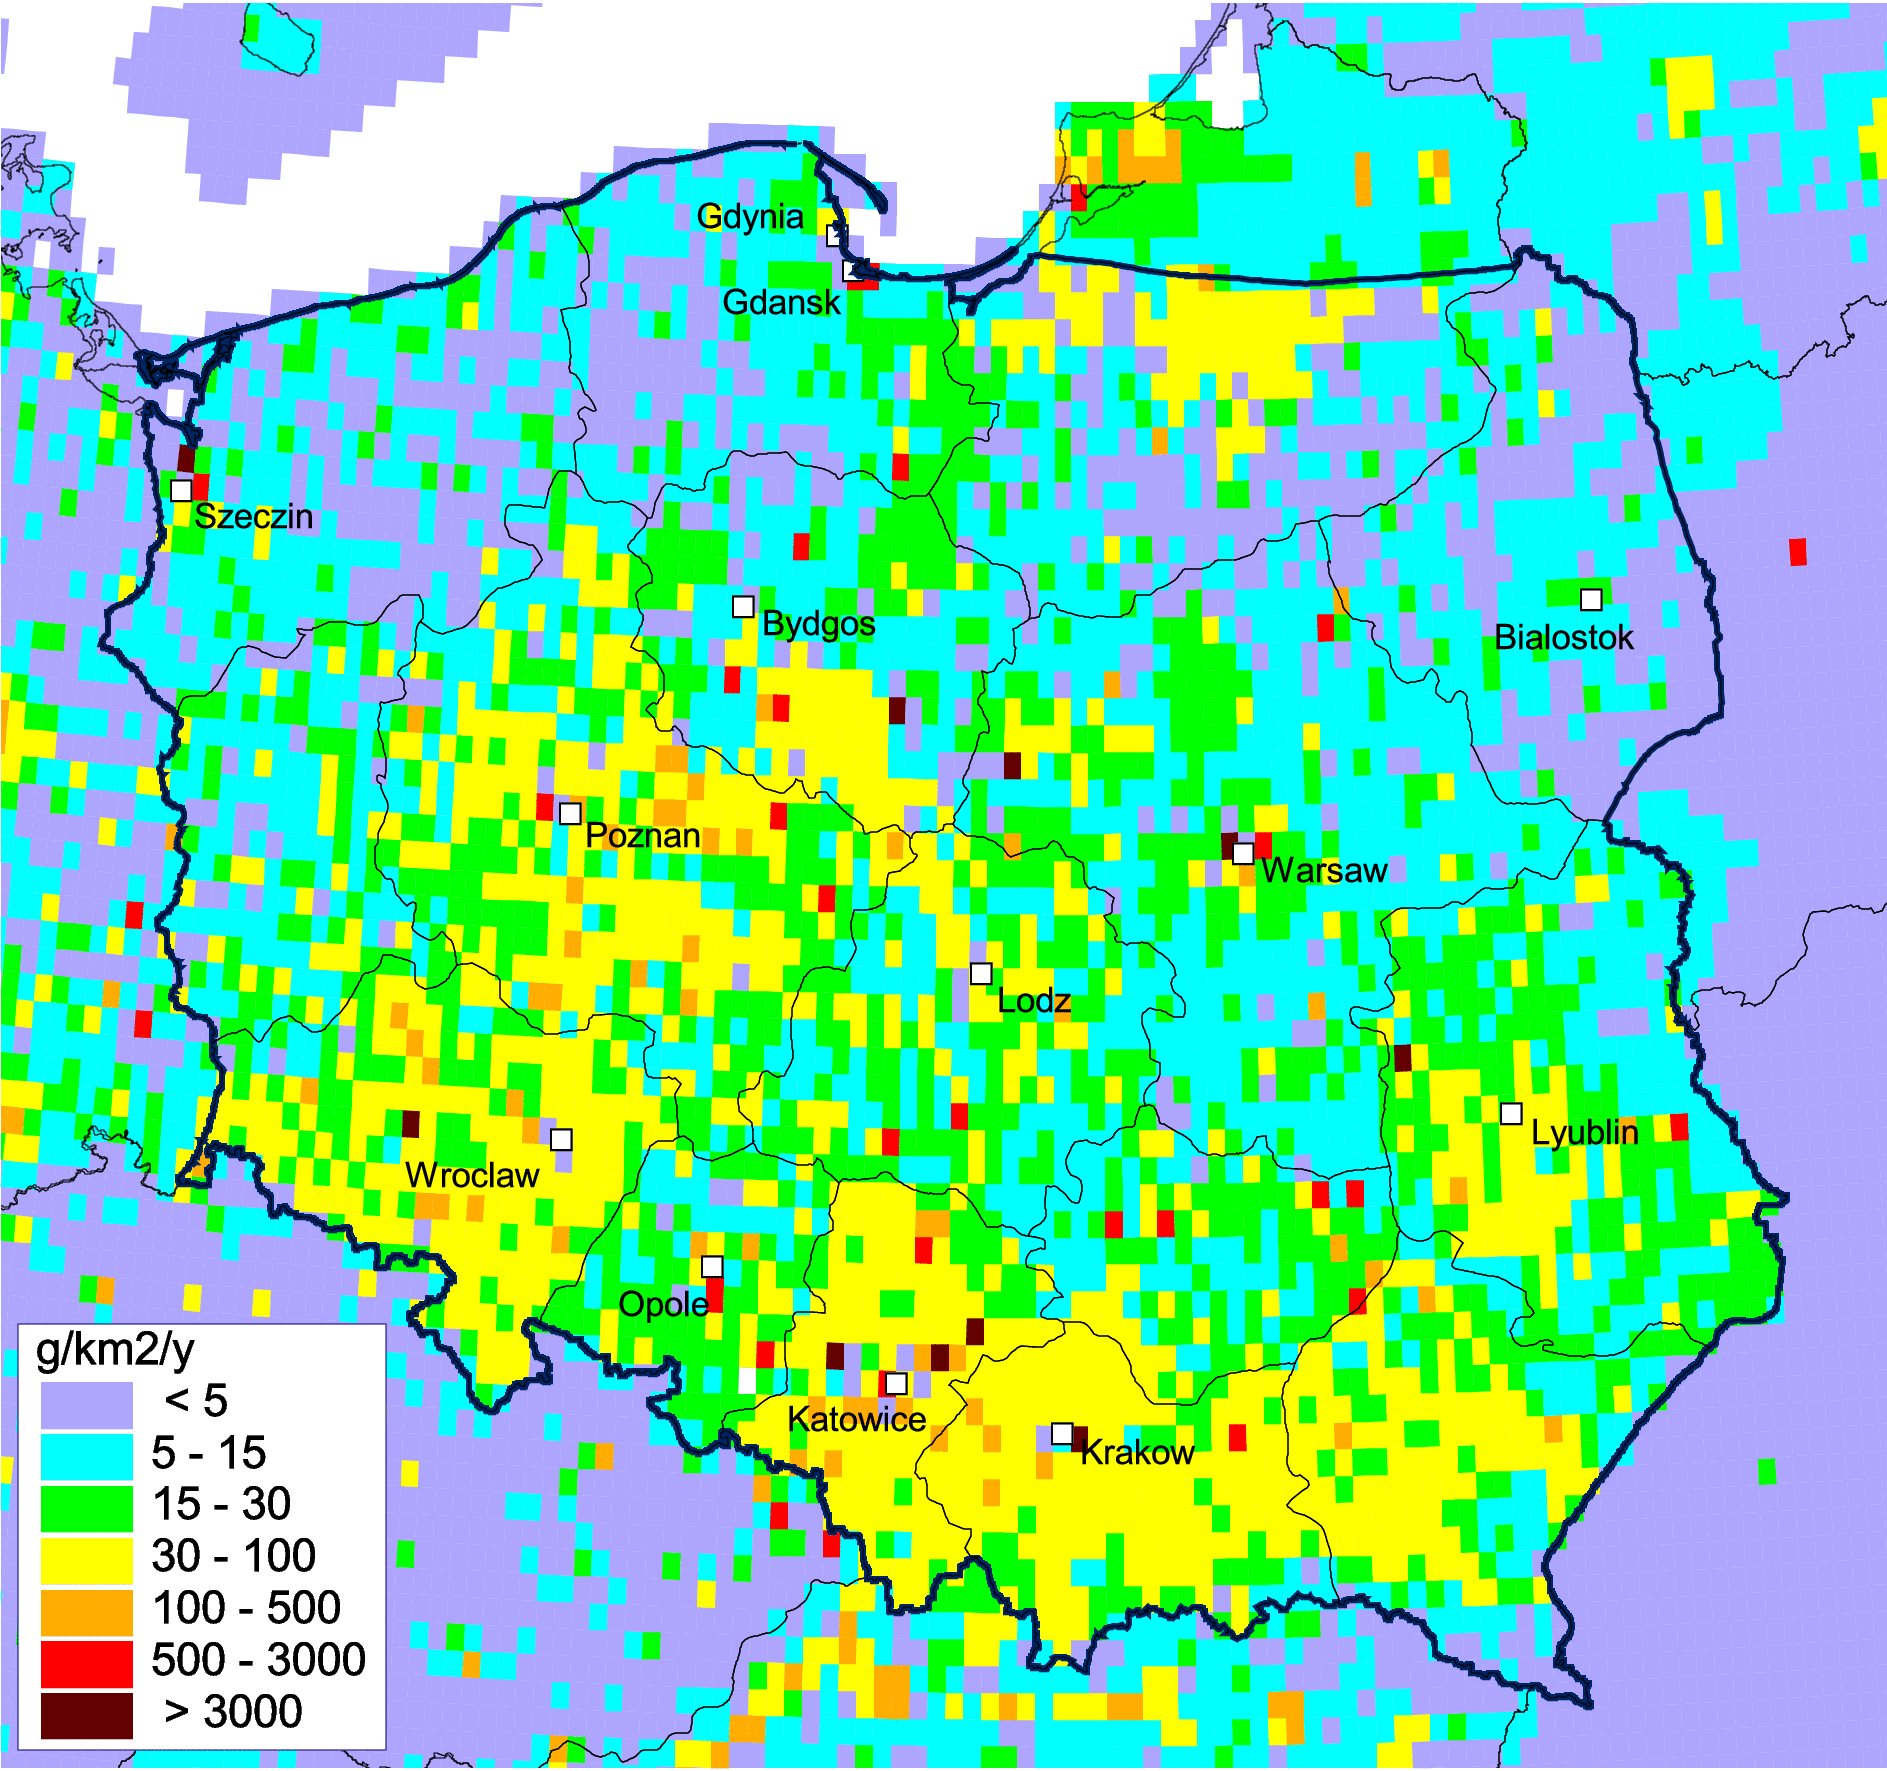 Gdynia
Gdansk
Szeczin
Bydgos
Bialostok
Poznan
Warsaw
Lodz
Lyublin
Wroclaw
Opole
Katowice
Krakow
g/km2/y
< 5
5 - 15
15 - 30
30 - 100
100 - 500
500 - 3000
> 3000